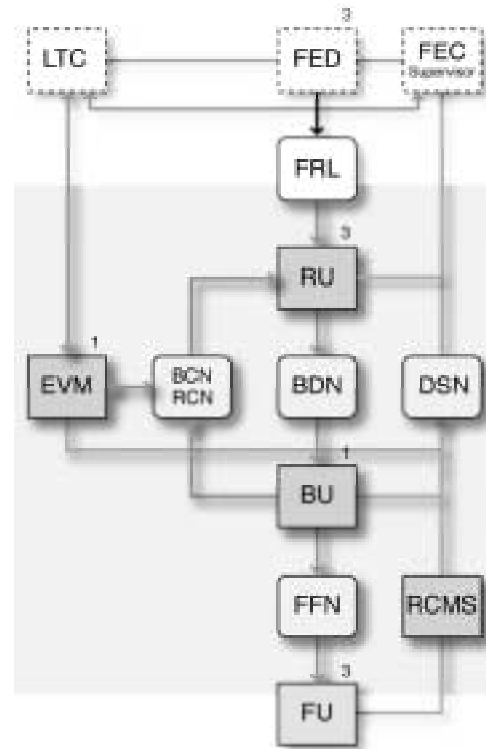 3
LTC
FED
FEC
Supervisor
FRL
3
RU
1
EVM
BCN
RCN
BDN
DSN
1
BU
FFN
RCMS
3
FU